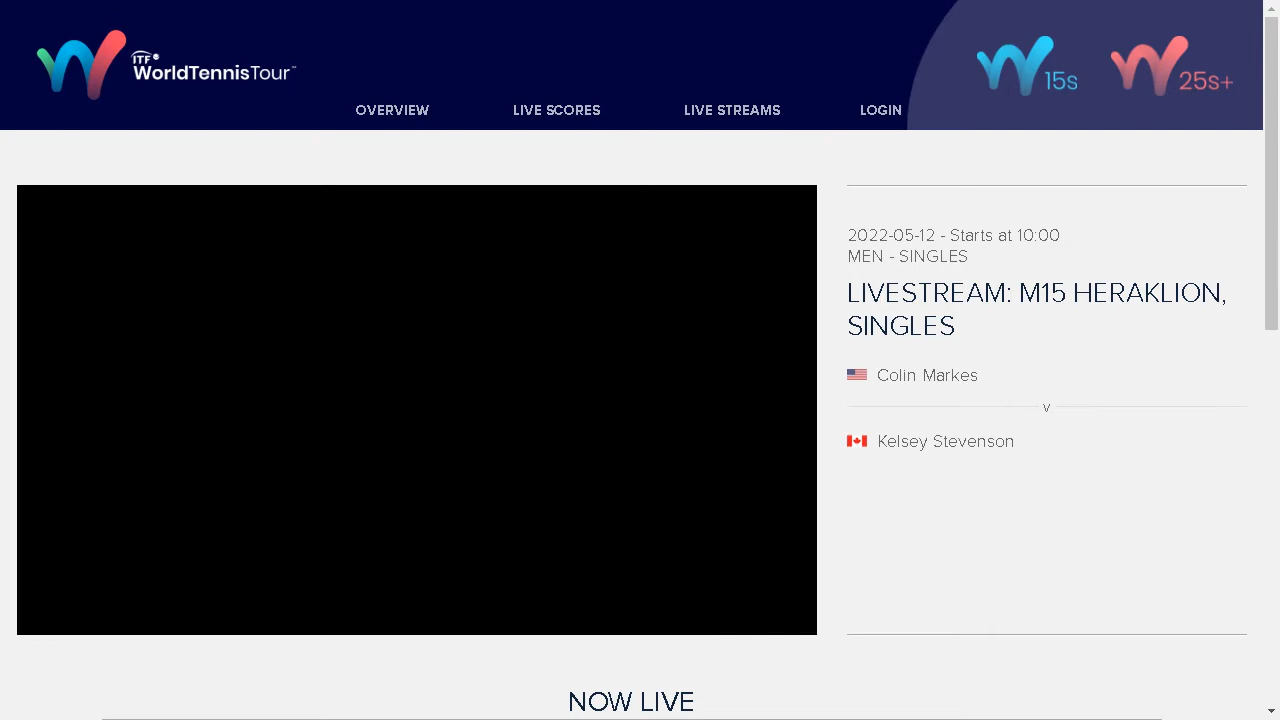 ITF
WorldTennisTour™
OVERVIEW
LIVE SCORES
LIVE STREAMS
LOGIN
15s
25s+
2022-05-12 - Starts at 10:00
MEN - SINGLES
LIVESTREAM: M15 HERAKLION,
SINGLES
Colin Markes
v
Kelsey Stevenson
NOW LIVE